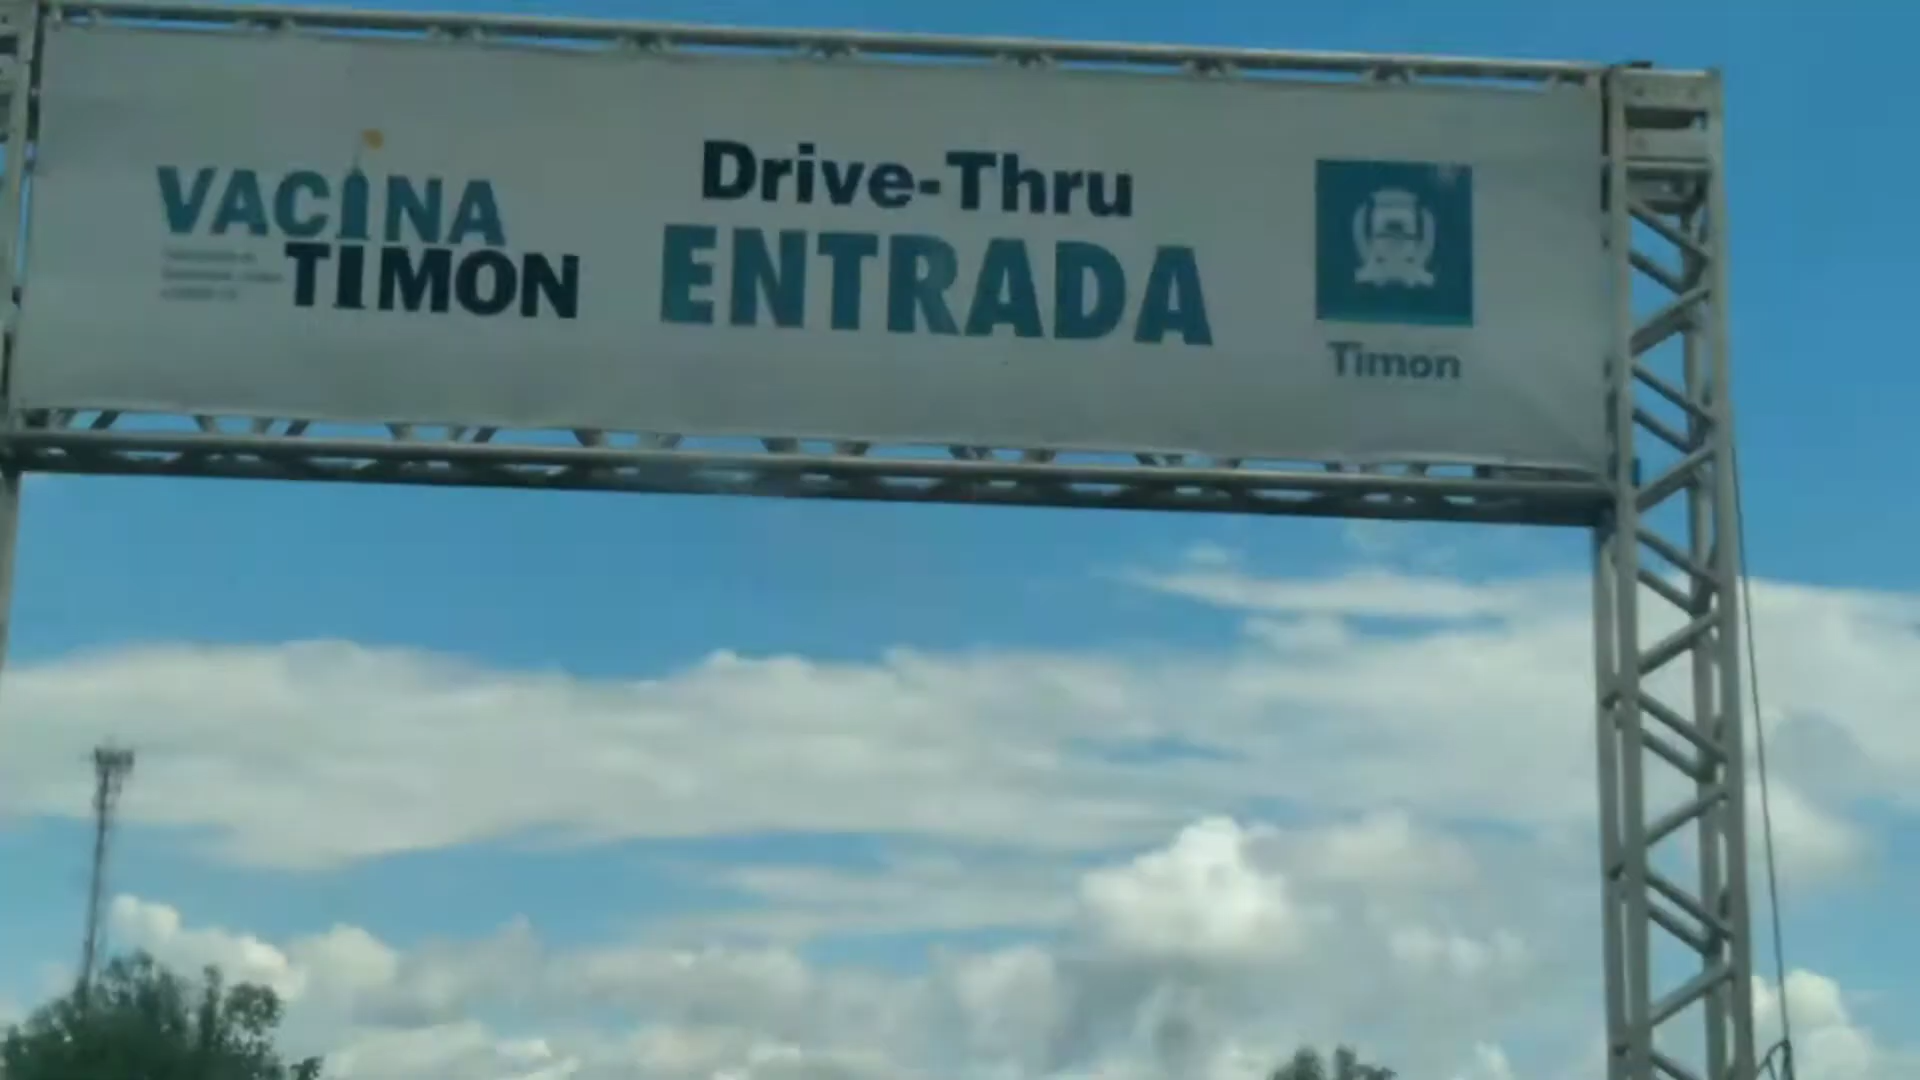 VACINA
TIMON
Drive-Thru
ENTRADA
Timon